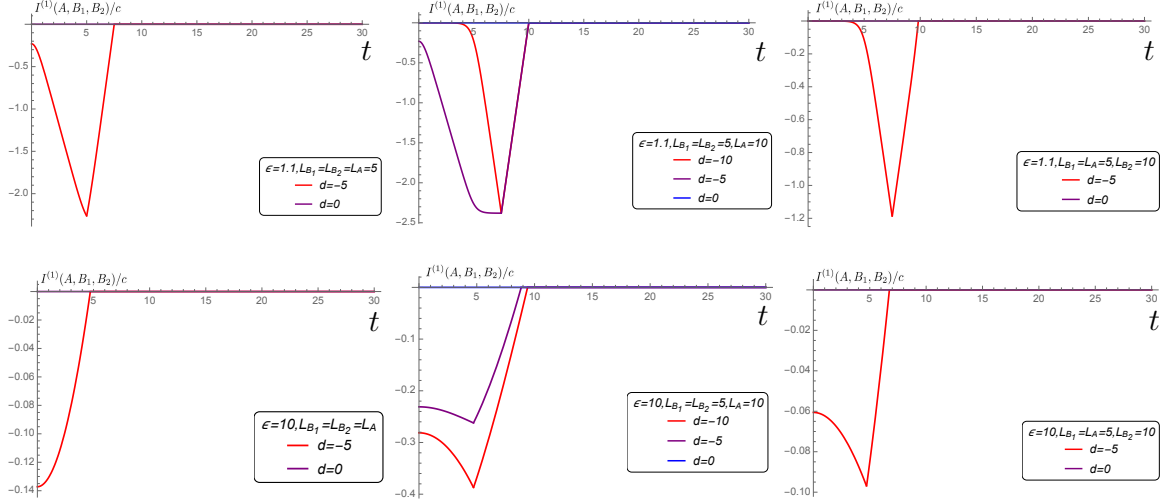 I^{(1)}(A, B_1, B_2)/c
5 10 15 20 25 30
t
−0.5
−1.0
−1.5
−2.0
ϵ=1.1,L_{B_1}=L_{B_2}=L_A=5
d=−5
d=0
I^{(1)}(A, B_1, B_2)/c
5 10 15 20 25 30
t
−0.5
−1.0
−1.5
−2.0
−2.5
ϵ=1.1,L_{B_1}=L_{B_2}=5,L_A=10
d=−10
d=−5
d=0
I^{(1)}(A, B_1, B_2)/c
5 10 15 20 25 30
t
−0.2
−0.4
−0.6
−0.8
−1.0
−1.2
ϵ=1.1,L_{B_1}=L_A=5,L_{B_2}=10
d=−5
d=0
I^{(1)}(A, B_1, B_2)/c
5 10 15 20 25 30
t
−0.02
−0.04
−0.06
−0.08
−0.10
−0.12
−0.14
ϵ=10,L_{B_1}=L_{B_2}=L_A
d=−5
d=0
I^{(1)}(A, B_1, B_2)/c
5 10 15 20 25 30
t
−0.1
−0.2
−0.3
−0.4
ϵ=10,L_{B_1}=L_{B_2}=5,L_A=10
d=−10
d=−5
d=0
I^{(1)}(A, B_1, B_2)/c
5 10 15 20 25 30
t
−0.02
−0.04
−0.06
−0.08
−0.10
ϵ=10,L_{B_1}=L_A=5,L_{B_2}=10
d=−5
d=0